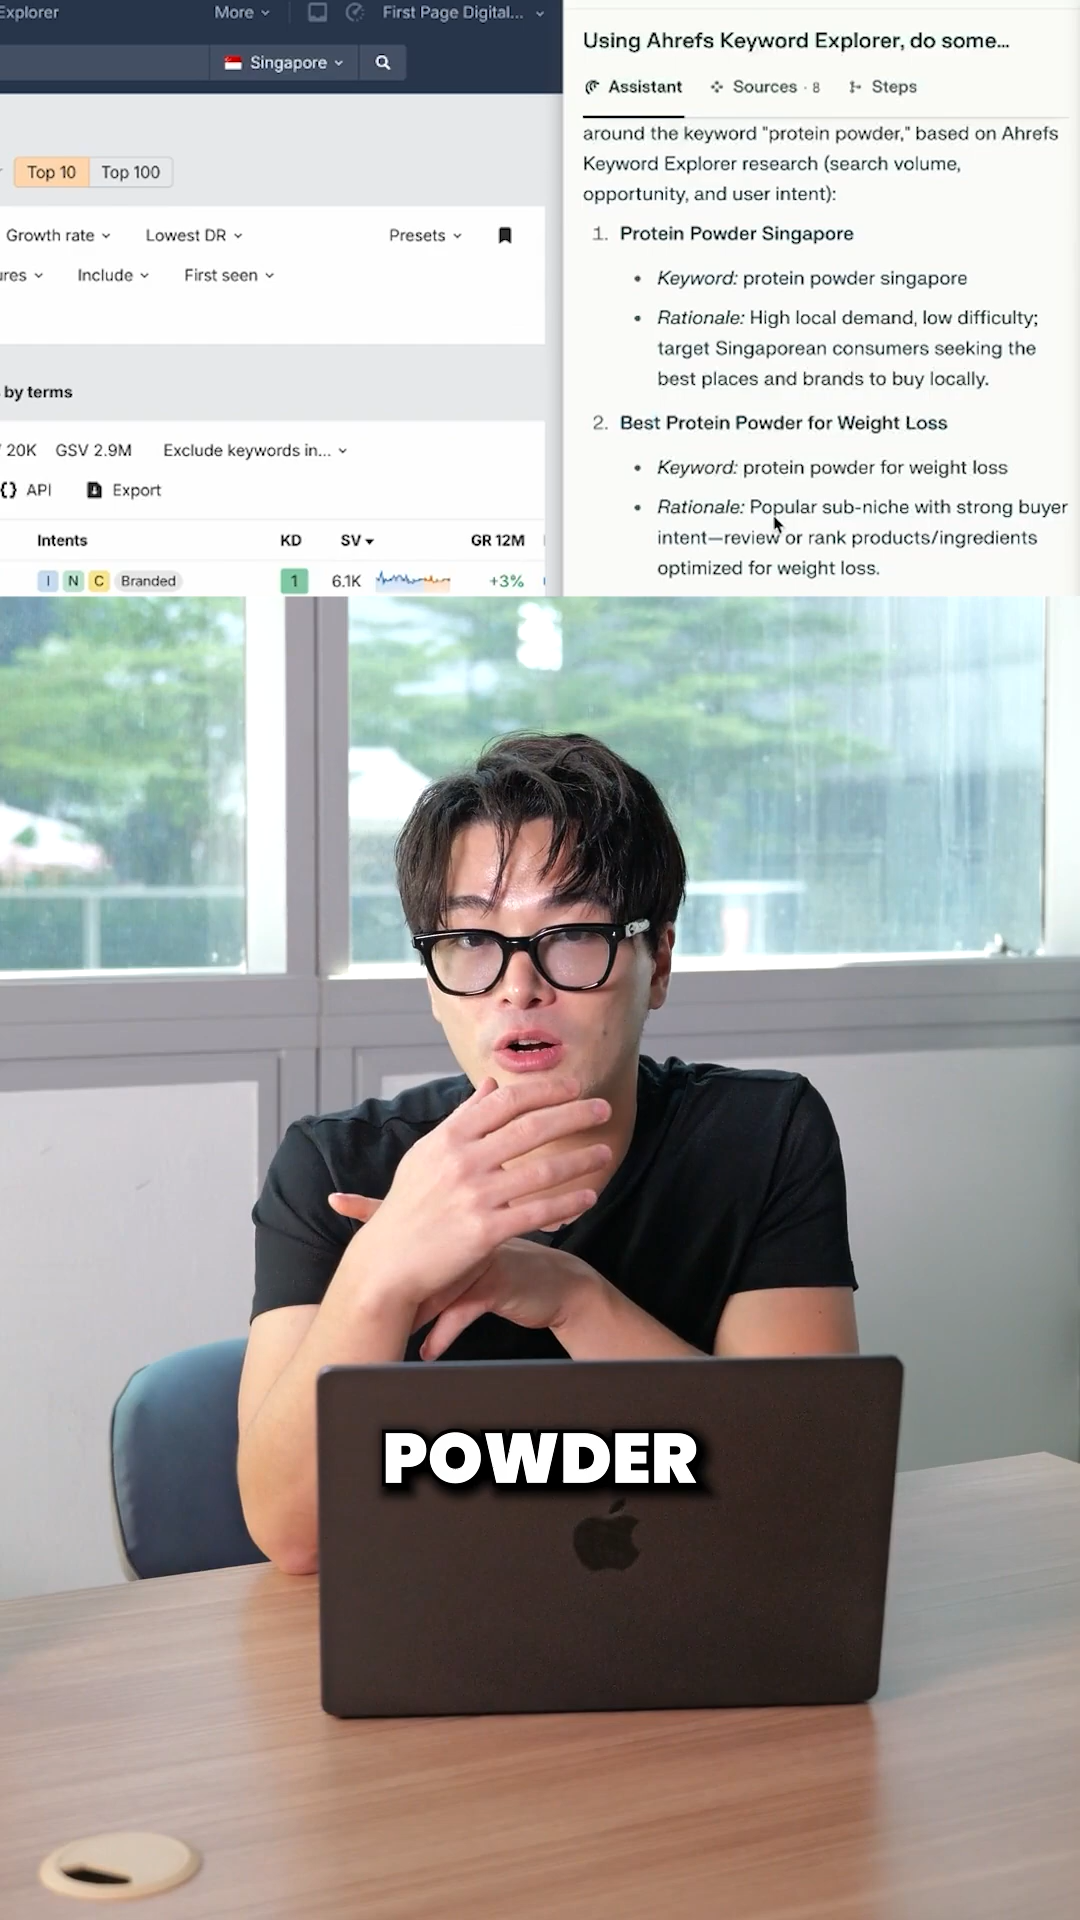 Explorer
More
First Page Digital...
Singapore
Top 10
Top 100
Growth rate
Lowest DR
Presets
Include
First seen
by terms
20K
GSV 2.9M
Exclude keywords in...
API
Export
Intents
KD
SV
GR 12M
I
N
C
Branded
1
6.1K
+3%
Using Ahrefs Keyword Explorer, do some...
Assistant
Sources · 8
Steps
around the keyword "protein powder," based on Ahrefs
Keyword Explorer research (search volume,
opportunity, and user intent):
1. Protein Powder Singapore
• Keyword: protein powder singapore
• Rationale: High local demand, low difficulty;
target Singaporean consumers seeking the
best places and brands to buy locally.
2. Best Protein Powder for Weight Loss
• Keyword: protein powder for weight loss
• Rationale: Popular sub-niche with strong buyer
intent—review or rank products/ingredients
optimized for weight loss.
POWDER